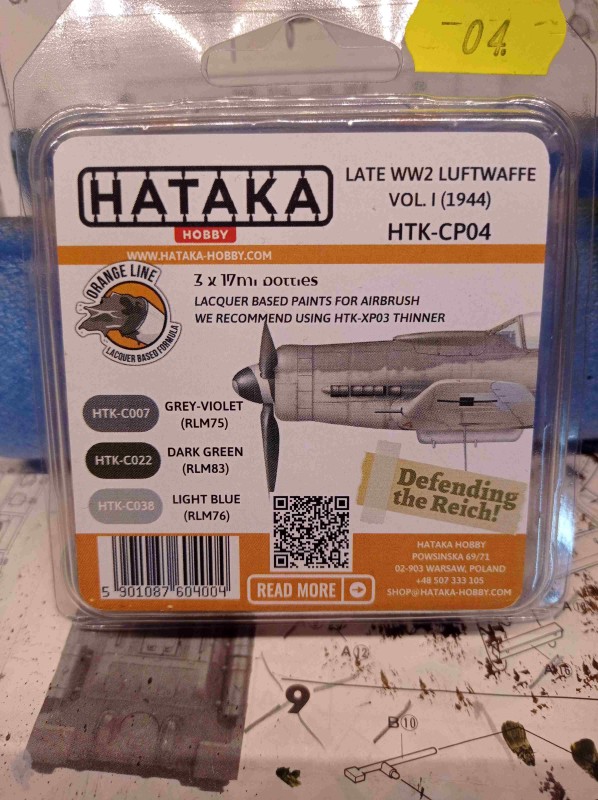 04.
HATAKA
HOBBY
LATE WW2 LUFTWAFFE
VOL. I (1944)
HTK-CP04
WWW.HATAKA-HOBBY.COM
ORANGE LINE
LACQUER BASED FORMULA
3 x 17ml bottles
LACQUER BASED PAINTS FOR AIRBRUSH
WE RECOMMEND USING HTK-XP03 THINNER
HTK-C007
GREY-VIOLET
(RLM75)
HTK-C022
DARK GREEN
(RLM83)
HTK-C038
LIGHT BLUE
(RLM76)
Defending
the Reich!
5 901087 604004
READ MORE
HATAKA HOBBY
POWSINSKA 69/71
02-903 WARSAW, POLAND
+48 507 333 105
SHOP@HATAKA-HOBBY.COM
A 12
A 16
9
B 10